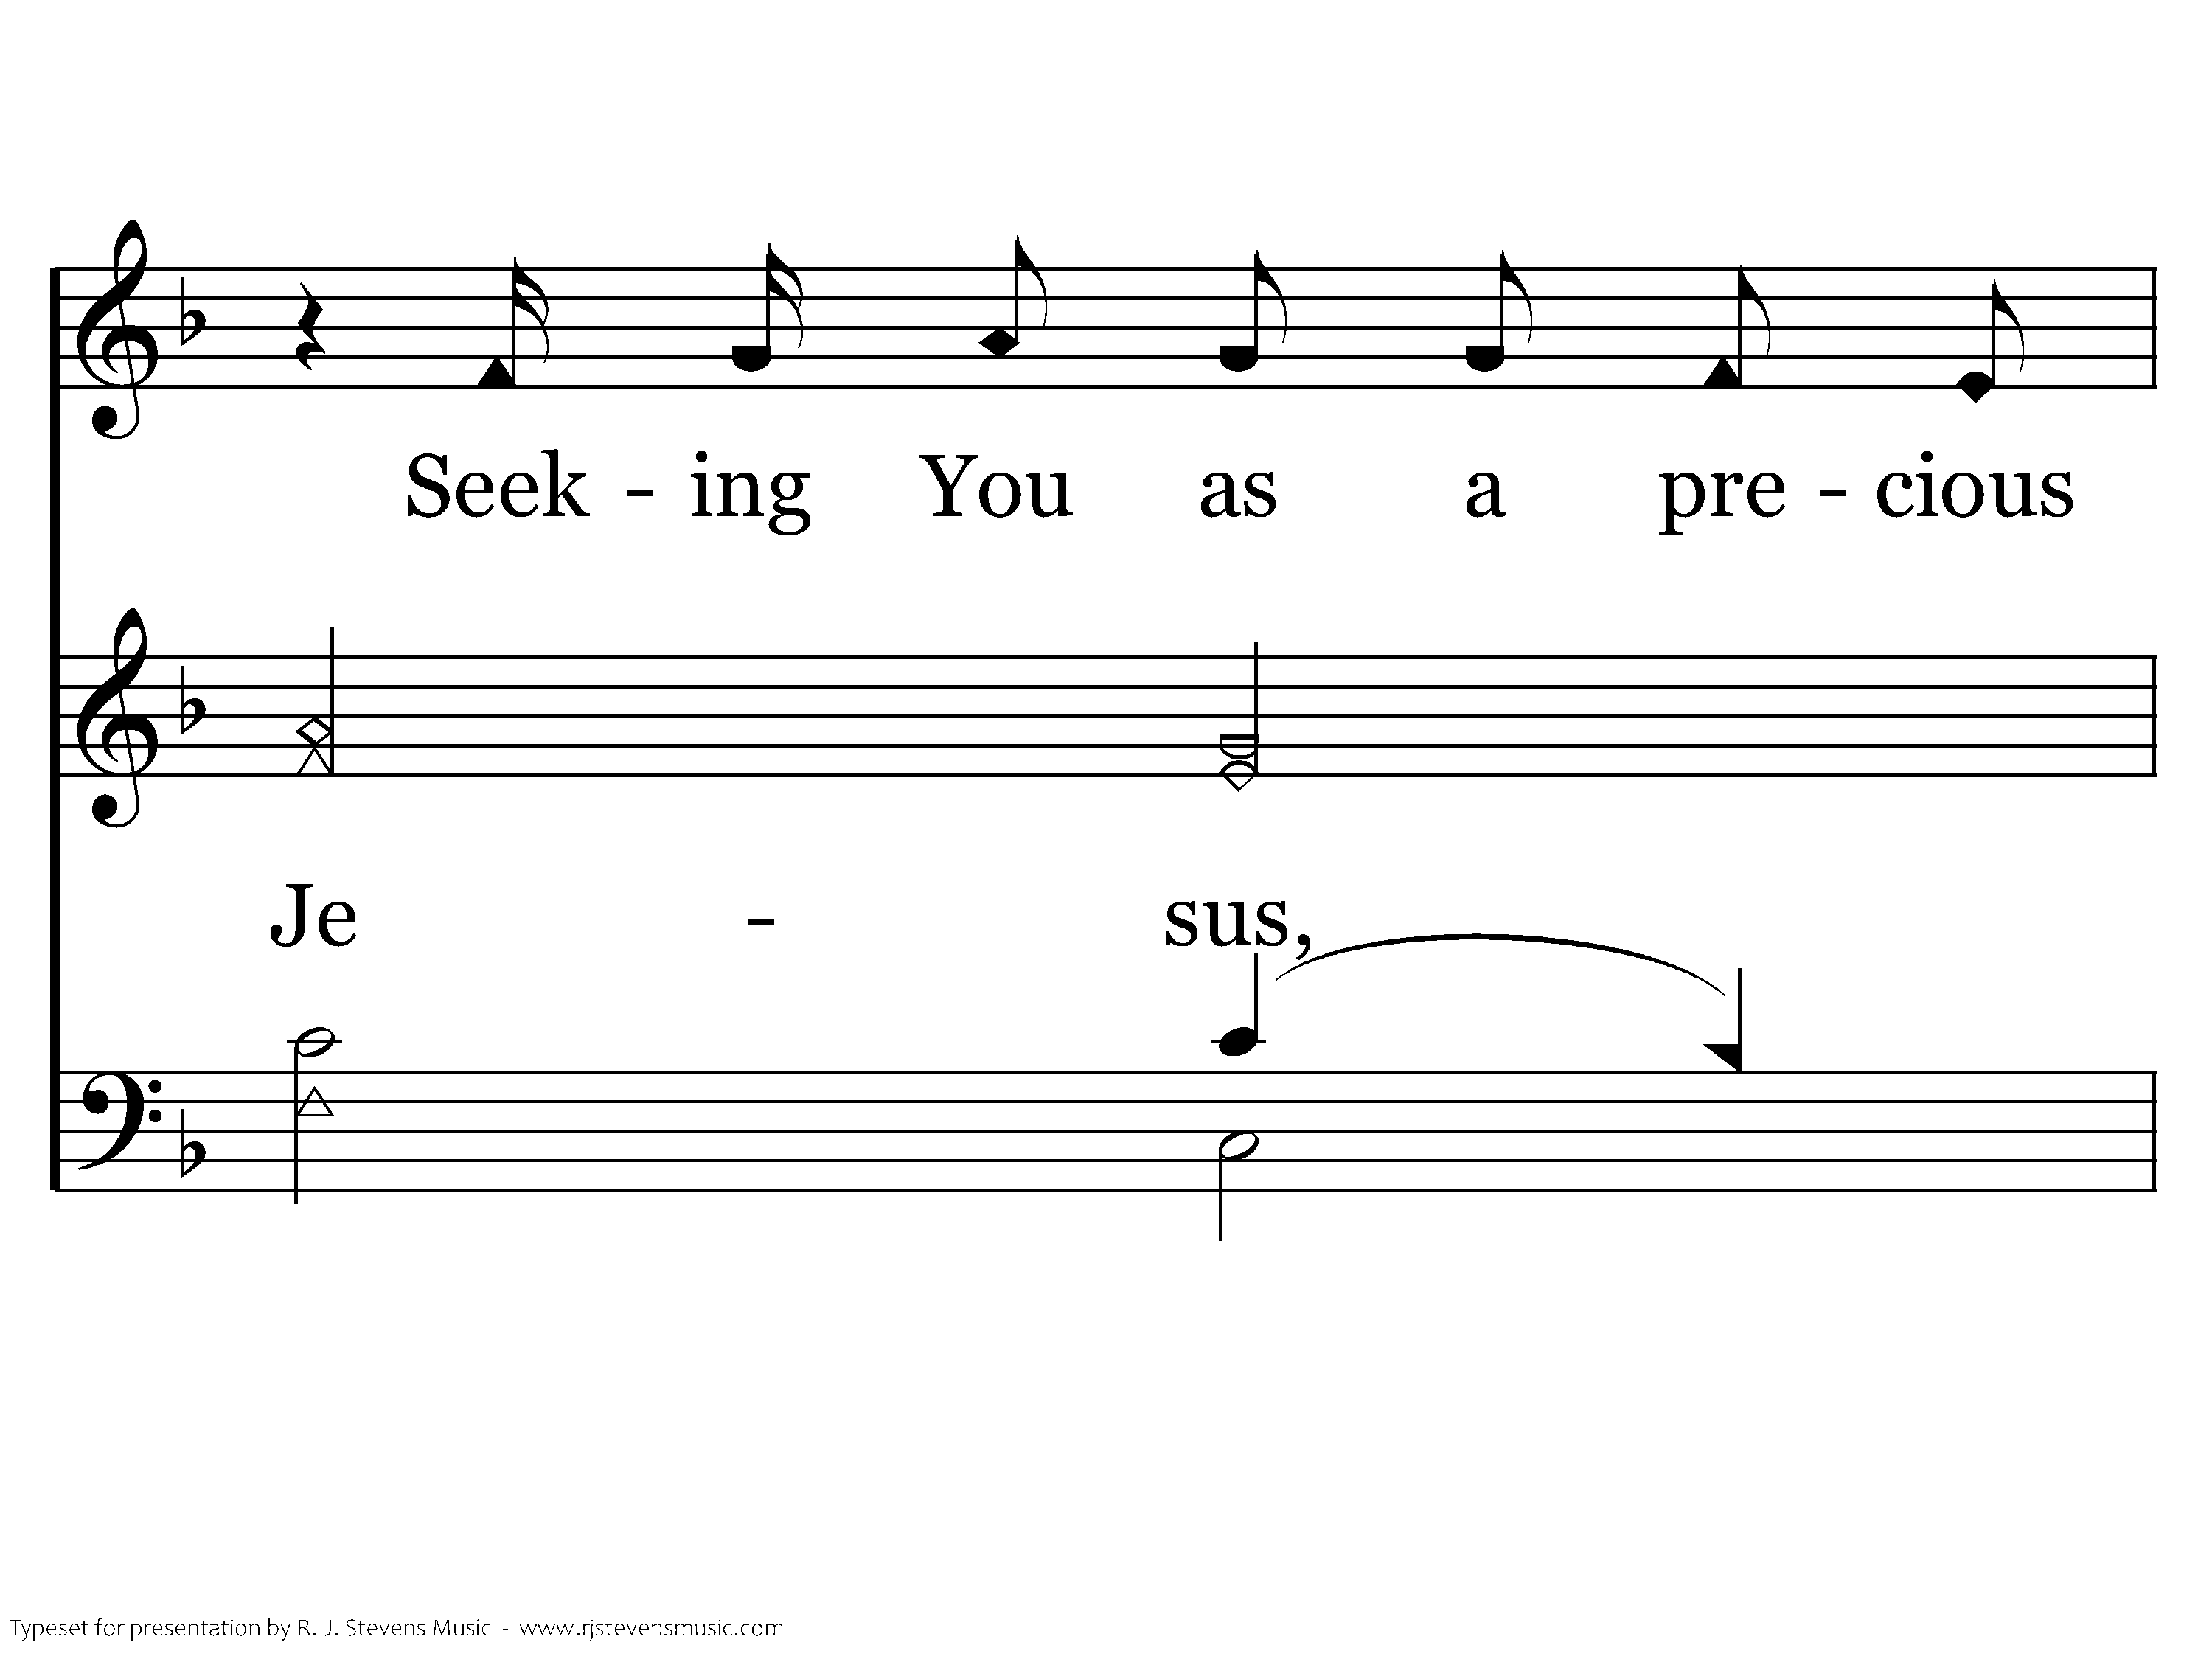 Seek - ing You as a pre - cious
Je - sus,
Typeset for presentation by R. J. Stevens Music - www.rjstevensmusic.com